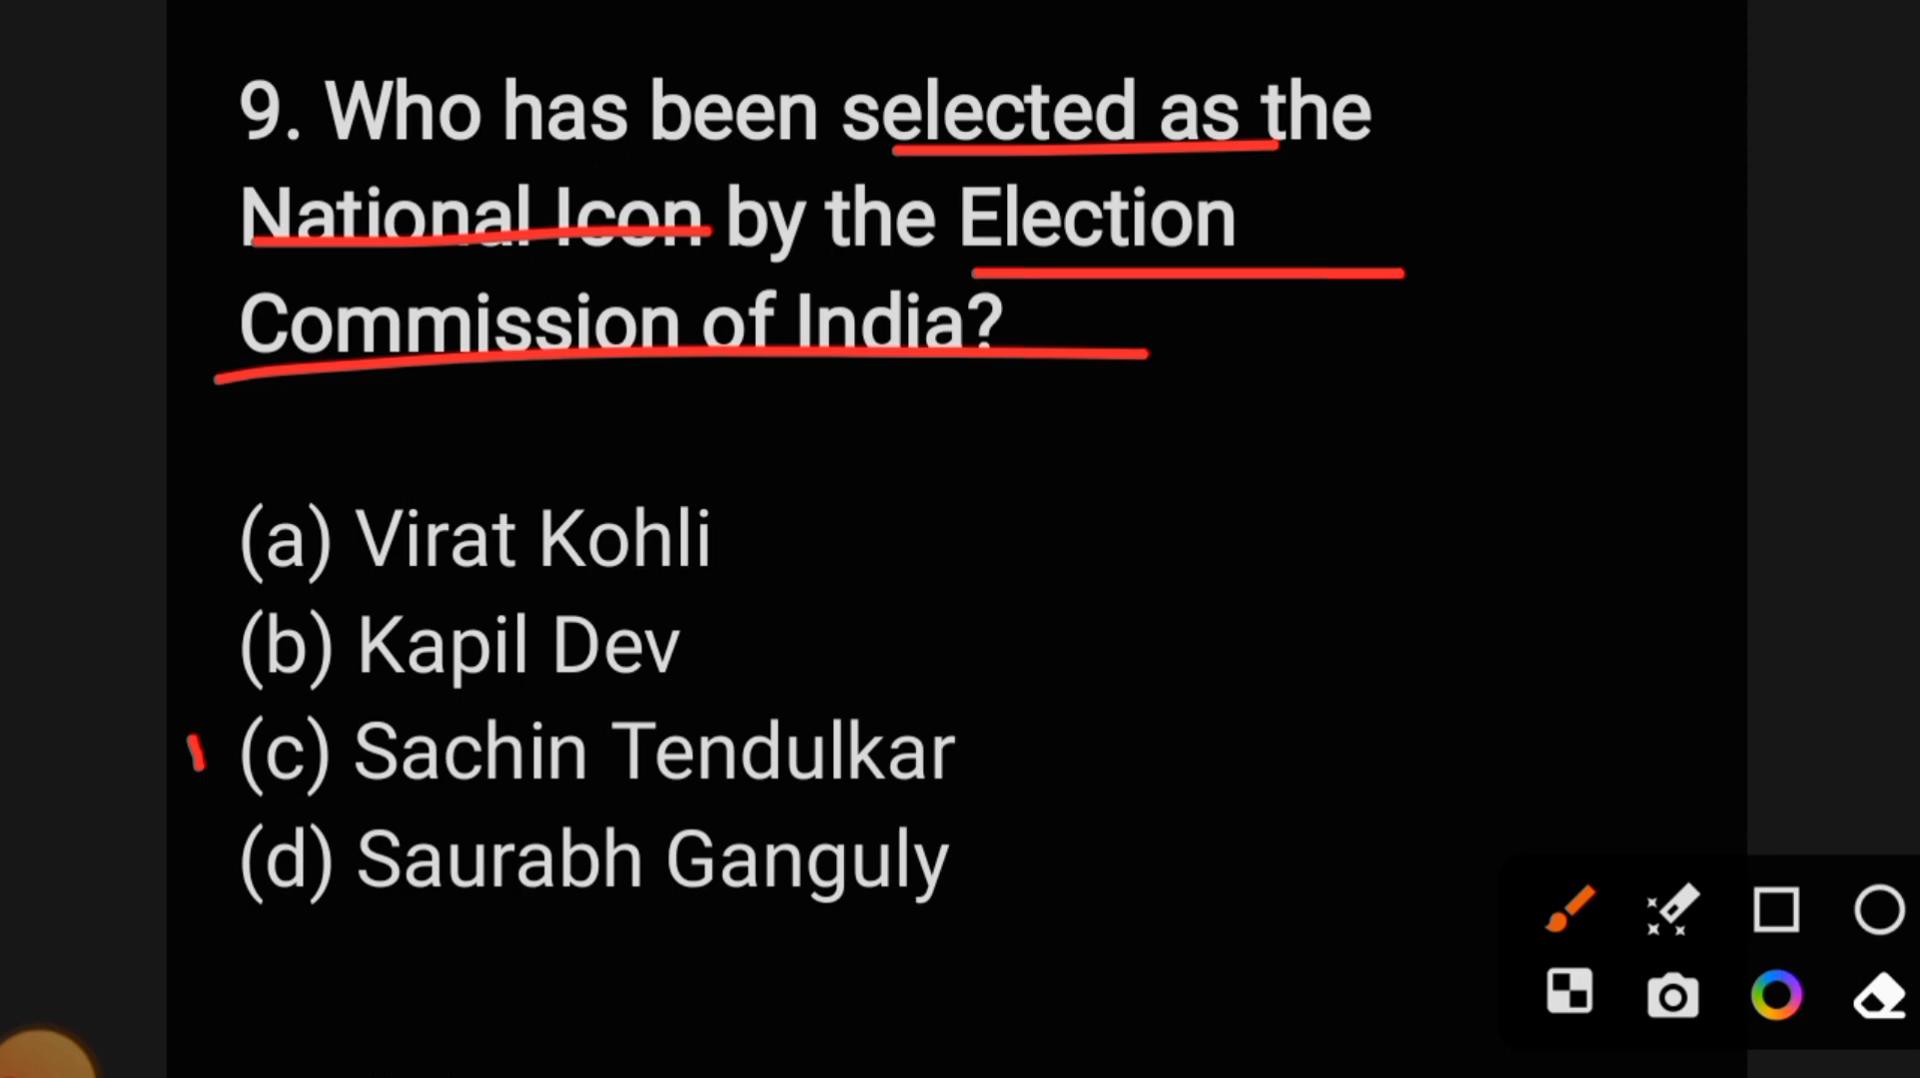 9. Who has been selected as the
National Icon by the Election
Commission of India?
(a) Virat Kohli
(b) Kapil Dev
(c) Sachin Tendulkar
(d) Saurabh Ganguly